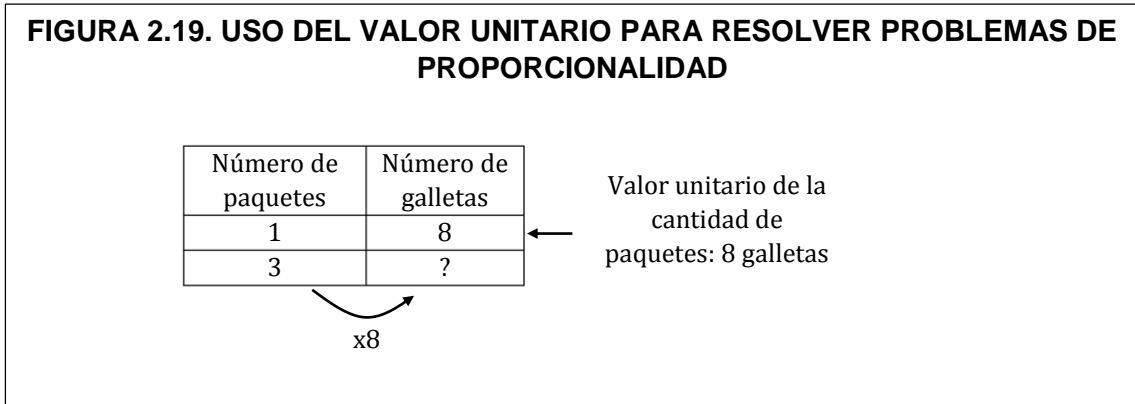 FIGURA 2.19. USO DEL VALOR UNITARIO PARA RESOLVER PROBLEMAS DE
PROPORCIONALIDAD
Número de paquetes
Número de galletas
1 8
3 ?
x8
Valor unitario de la
cantidad de
paquetes: 8 galletas